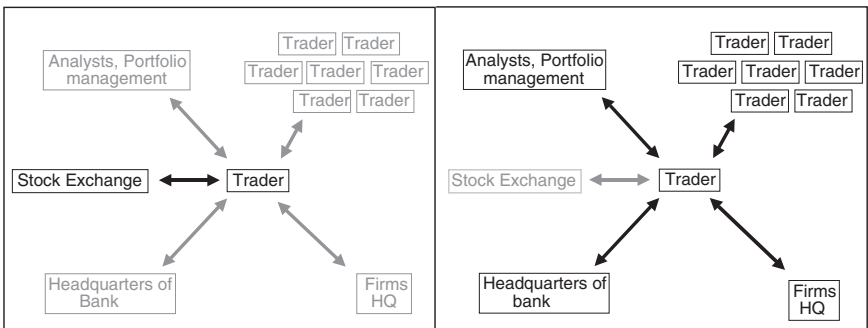 Analysts, Portfolio
management
Trader Trader
Trader Trader Trader
Trader Trader
Stock Exchange
Trader
Headquarters of
Bank
Firms
HQ
Analysts, Portfolio
management
Trader Trader
Trader Trader Trader
Trader Trader
Stock Exchange
Trader
Headquarters of
bank
Firms
HQ